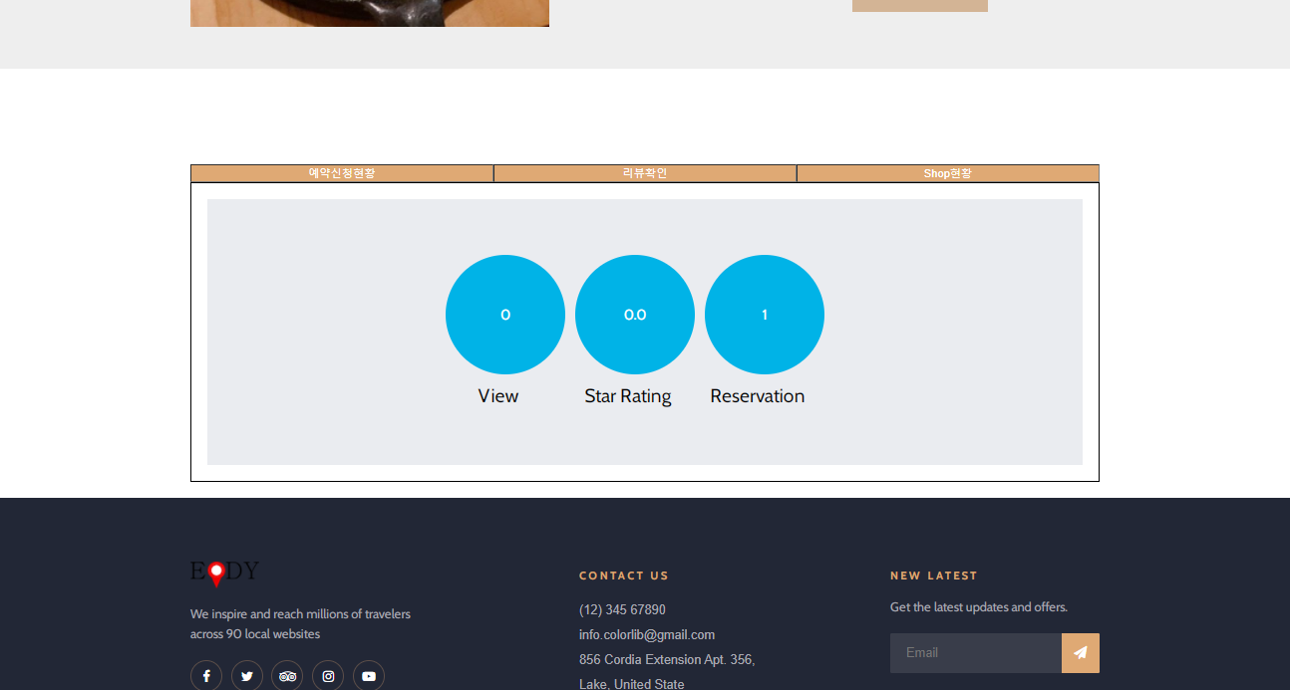 예약신청현황 리뷰확인 Shop현황
0 0.0 1
View Star Rating Reservation
EODY
We inspire and reach millions of travelers
across 90 local websites
CONTACT US
(12) 345 67890
info.colorlib@gmail.com
856 Cordia Extension Apt. 356,
Lake, United State
NEW LATEST
Get the latest updates and offers.
Email